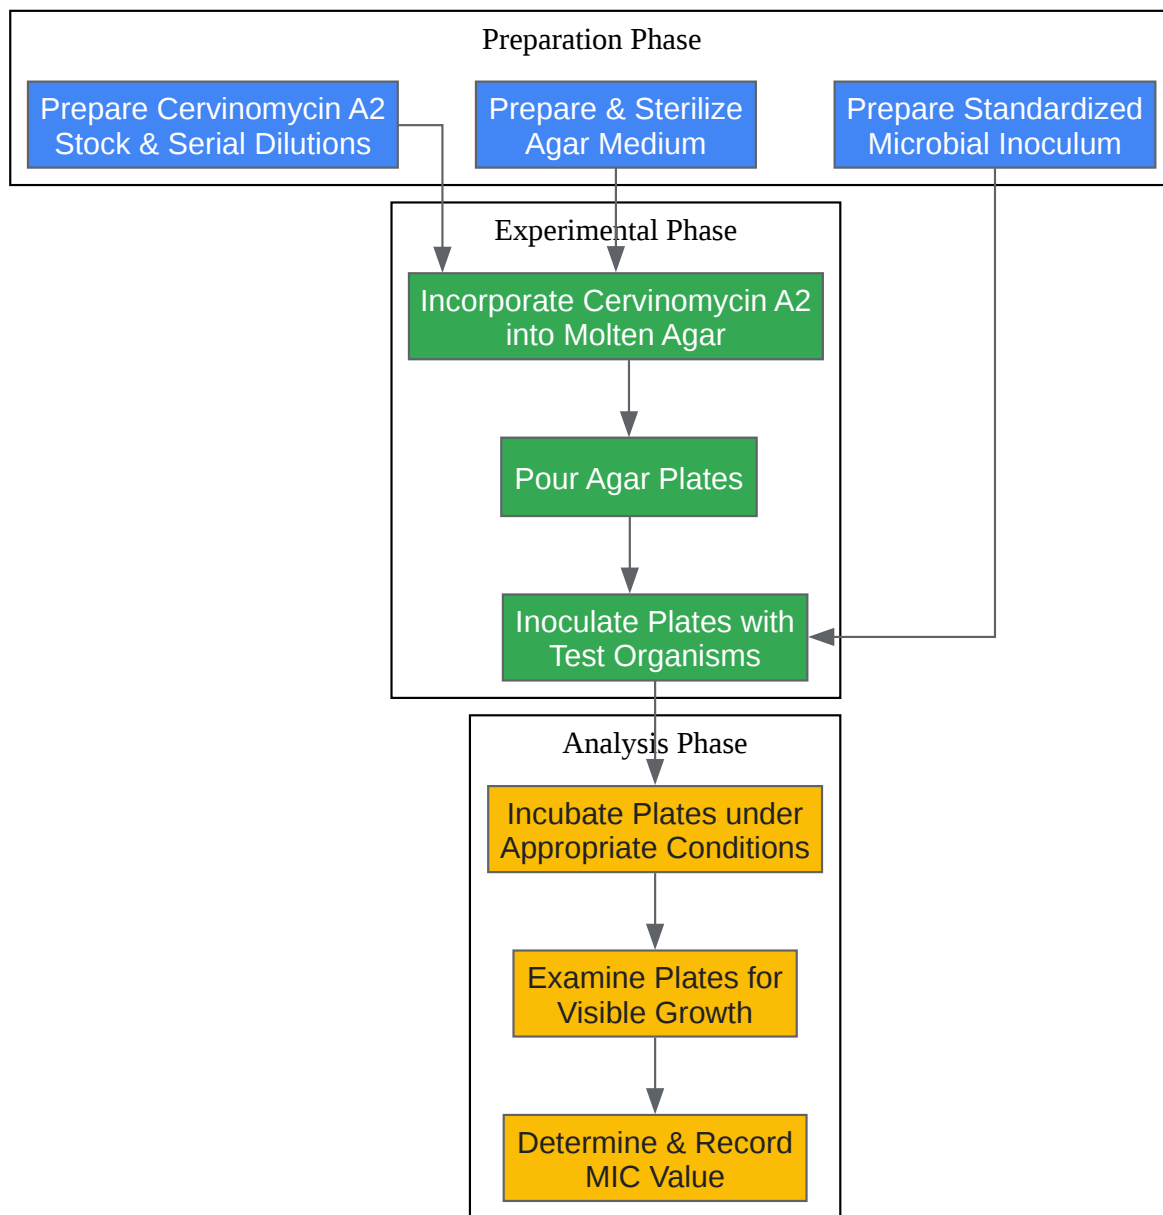 Preparation Phase
Prepare Cervinomycin A2
Stock & Serial Dilutions
Prepare & Sterilize
Agar Medium
Prepare Standardized
Microbial Inoculum
Experimental Phase
Incorporate Cervinomycin A2
into Molten Agar
Pour Agar Plates
Inoculate Plates with
Test Organisms
Analysis Phase
Incubate Plates under
Appropriate Conditions
Examine Plates for
Visible Growth
Determine & Record
MIC Value